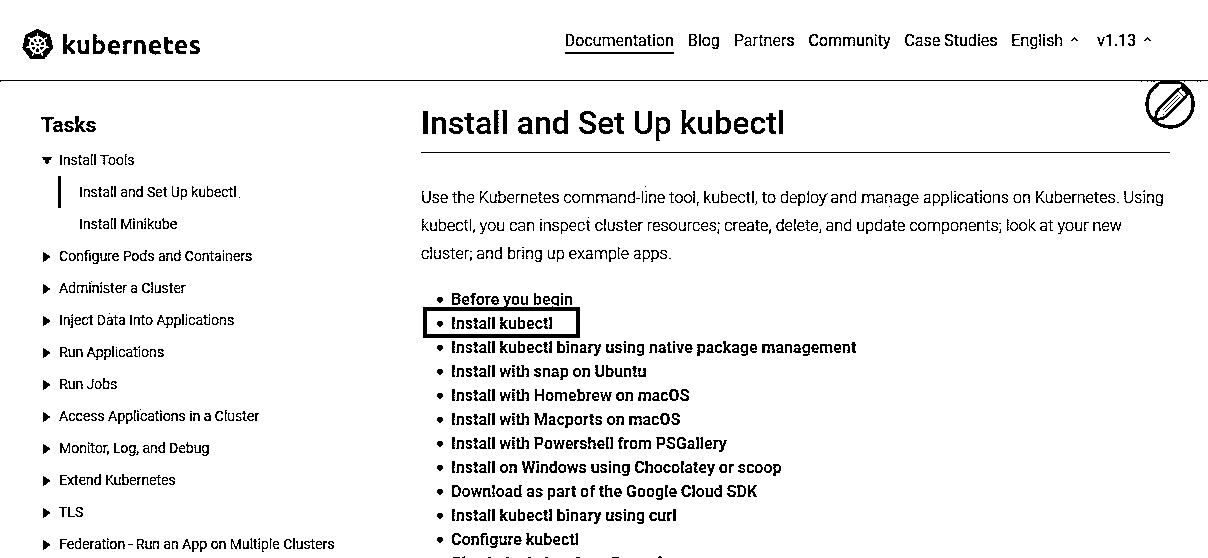 kubernetes
Documentation Blog Partners Community Case Studies English v1.13
Tasks
Install Tools
Install and Set Up kubectl
Install Minikube
Configure Pods and Containers
Administer a Cluster
Inject Data Into Applications
Run Applications
Run Jobs
Access Applications in a Cluster
Monitor, Log, and Debug
Extend Kubernetes
TLS
Federation - Run an App on Multiple Clusters
Install and Set Up kubectl
Use the Kubernetes command-line tool, kubectl, to deploy and manage applications on Kubernetes. Using
kubectl, you can inspect cluster resources; create, delete, and update components; look at your new
cluster; and bring up example apps.
Before you begin
Install kubectl
Install kubectl binary using native package management
Install with snap on Ubuntu
Install with Homebrew on macOS
Install with Macports on macOS
Install with Powershell from PSGallery
Install on Windows using Chocolatey or scoop
Download as part of the Google Cloud SDK
Install kubectl binary using curl
Configure kubectl